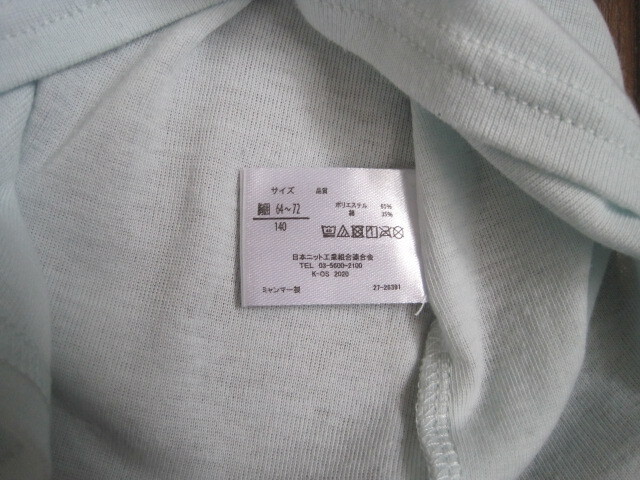 サイズ 品質
胸囲 64～72
140
ポリエステル 65%
綿 35%
日本ニット工業組合連合会
TEL 03-5600-2100
K-OS 2020
ミャンマー製 27-20391